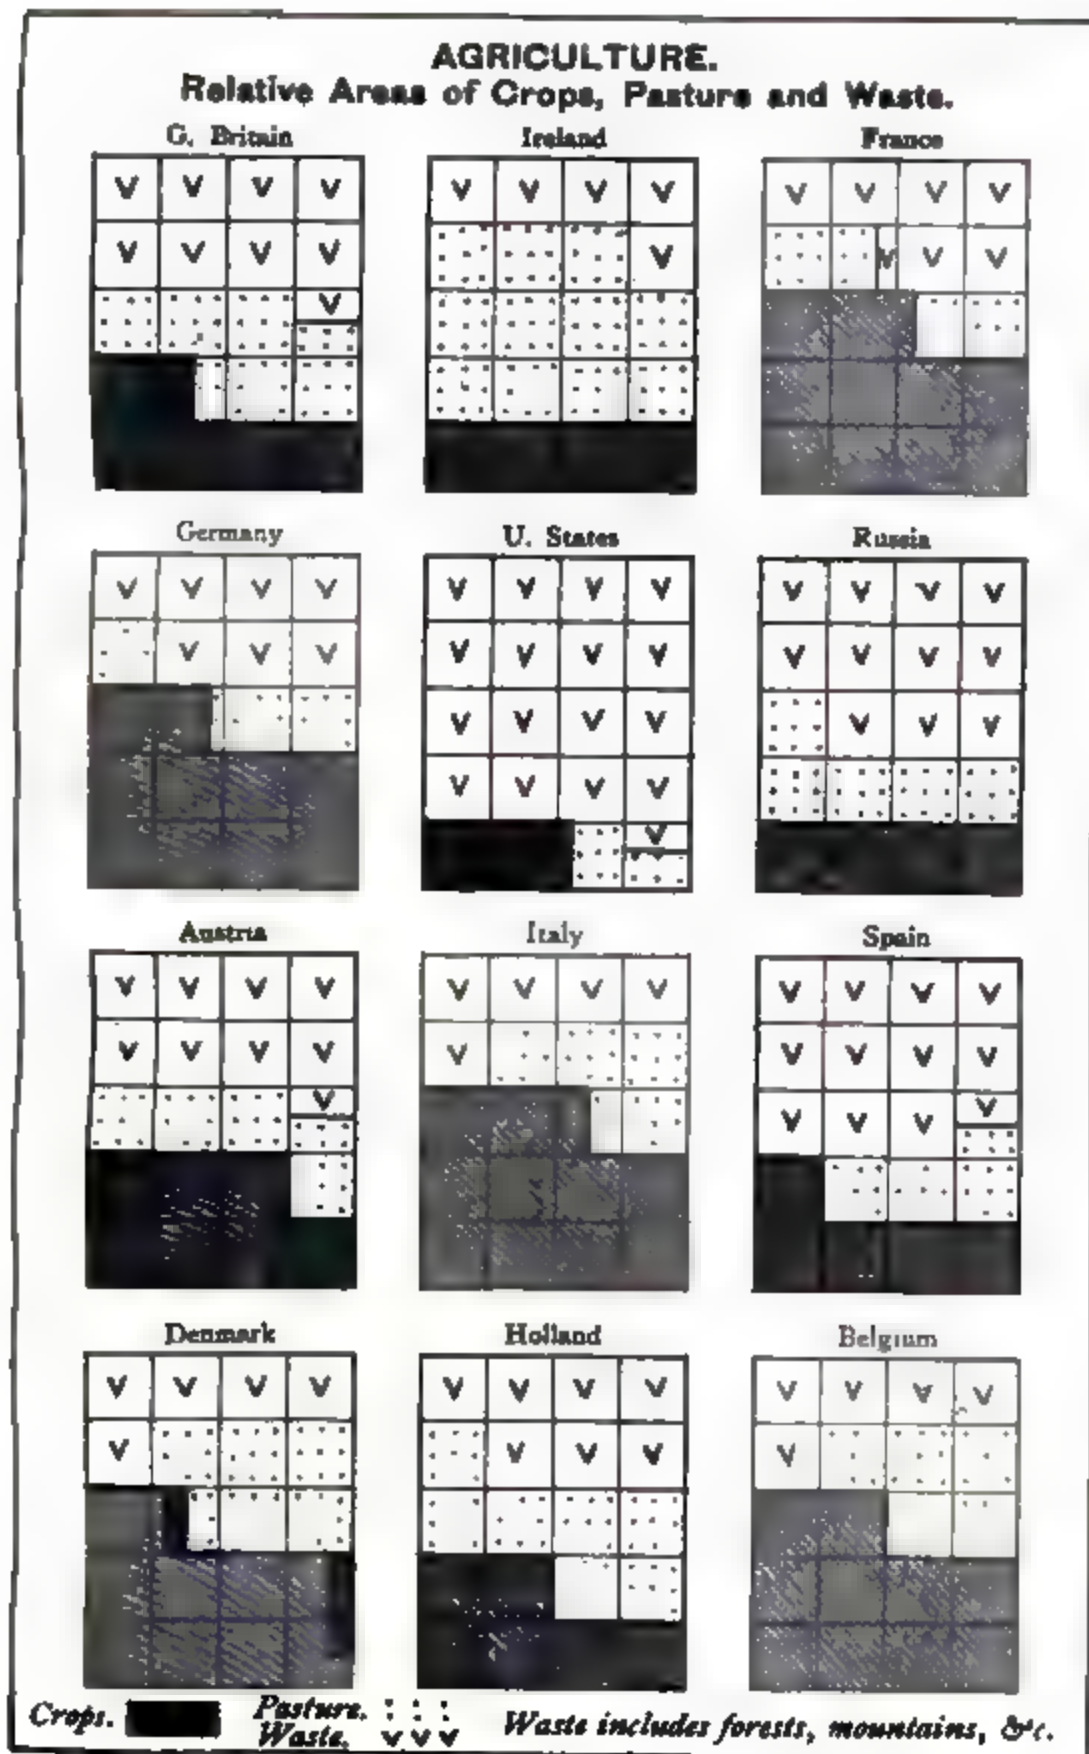 AGRICULTURE.
Relative Areas of Crops, Pasture and Waste.
G. Britain Ireland France
Germany U. States Russia
Austria Italy Spain
Denmark Holland Belgium
Crops. Pasture. Waste. Waste includes forests, mountains, &c.